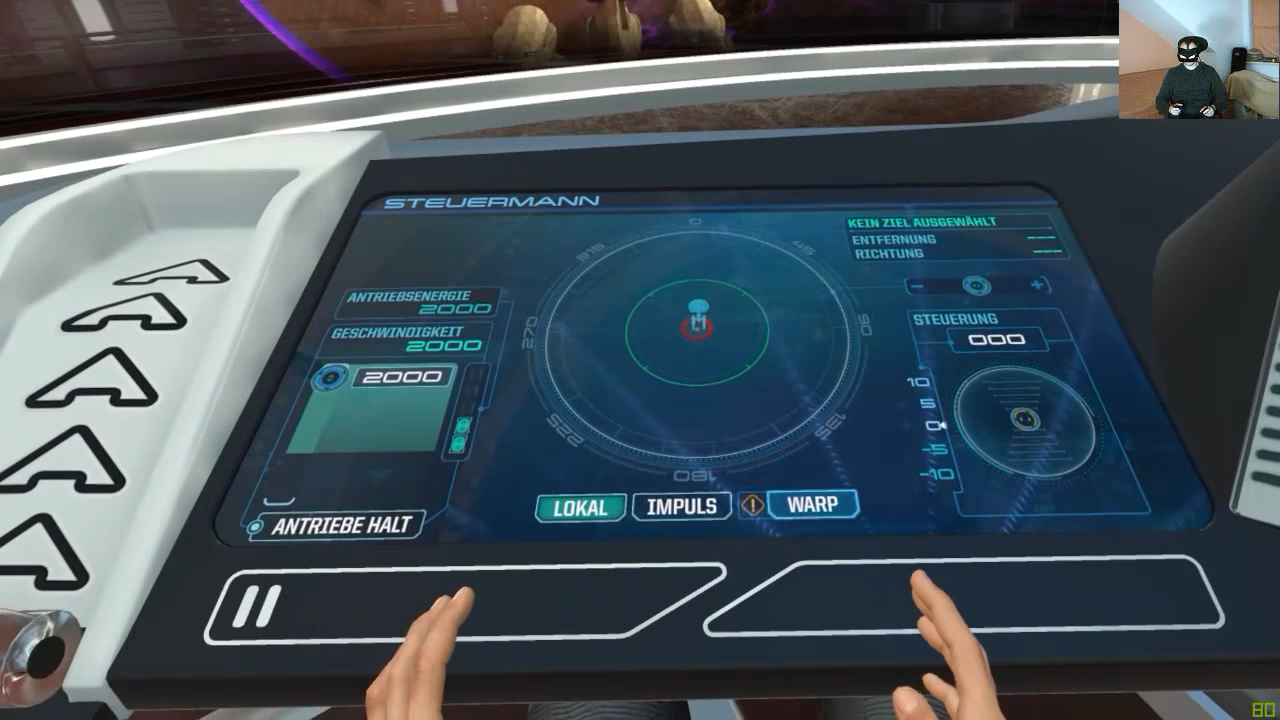 STEUERMANN
KEIN ZIEL AUSGEWÄHLT
ENTFERNUNG ---
RICHTUNG ---
- +
ANTRIEBSENERGIE
2000
GESCHWINDIGKEIT
2000
2000
0
45
90
135
180
225
270
315
STEUERUNG
000
10
5
0
-5
-10
LOKAL
IMPULS
!
WARP
ANTRIEBE HALT
80